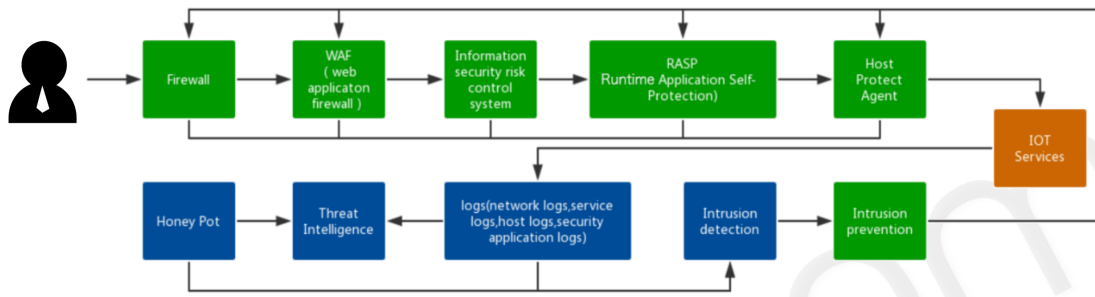 Firewall
WAF
( web
applicaton
firewall )
Information
security risk
control
system
RASP
Runtime Application Self-
Protection)
Host
Protect
Agent
IOT
Services
Honey Pot
Threat
Intelligence
logs(network logs,service
logs,host logs,security
application logs)
Intrusion
detection
Intrusion
prevention